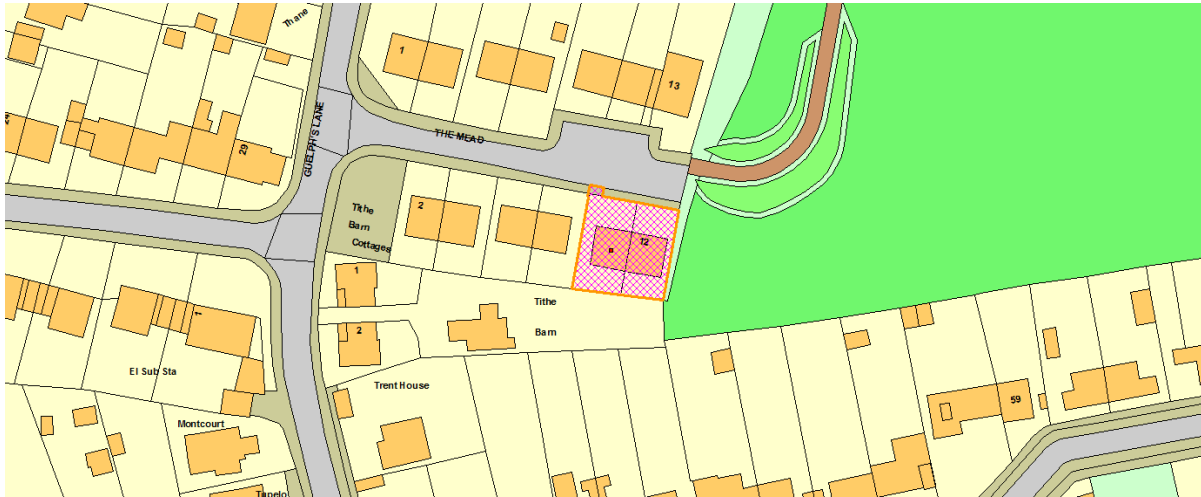 Thane
1
13
24
29
GUELPH'S LANE
THE MEAD
Tithe
Barn
Cottages
2
12
1
2
Tithe
Barn
1
El Sub Sta
Trent House
59
Montcourt
Tupelo